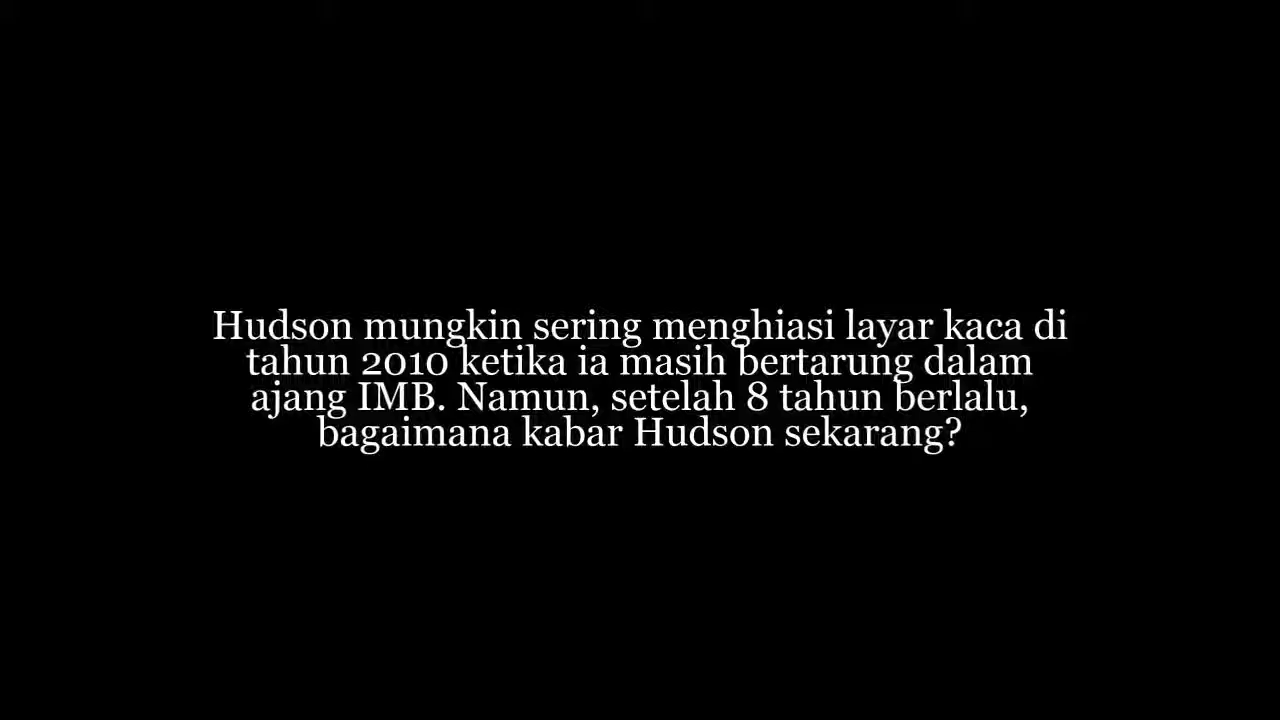 Hudson mungkin sering menghiasi layar kaca di
tahun 2010 ketika ia masih bertarung dalam
ajang IMB. Namun, setelah 8 tahun berlalu,
bagaimana kabar Hudson sekarang?